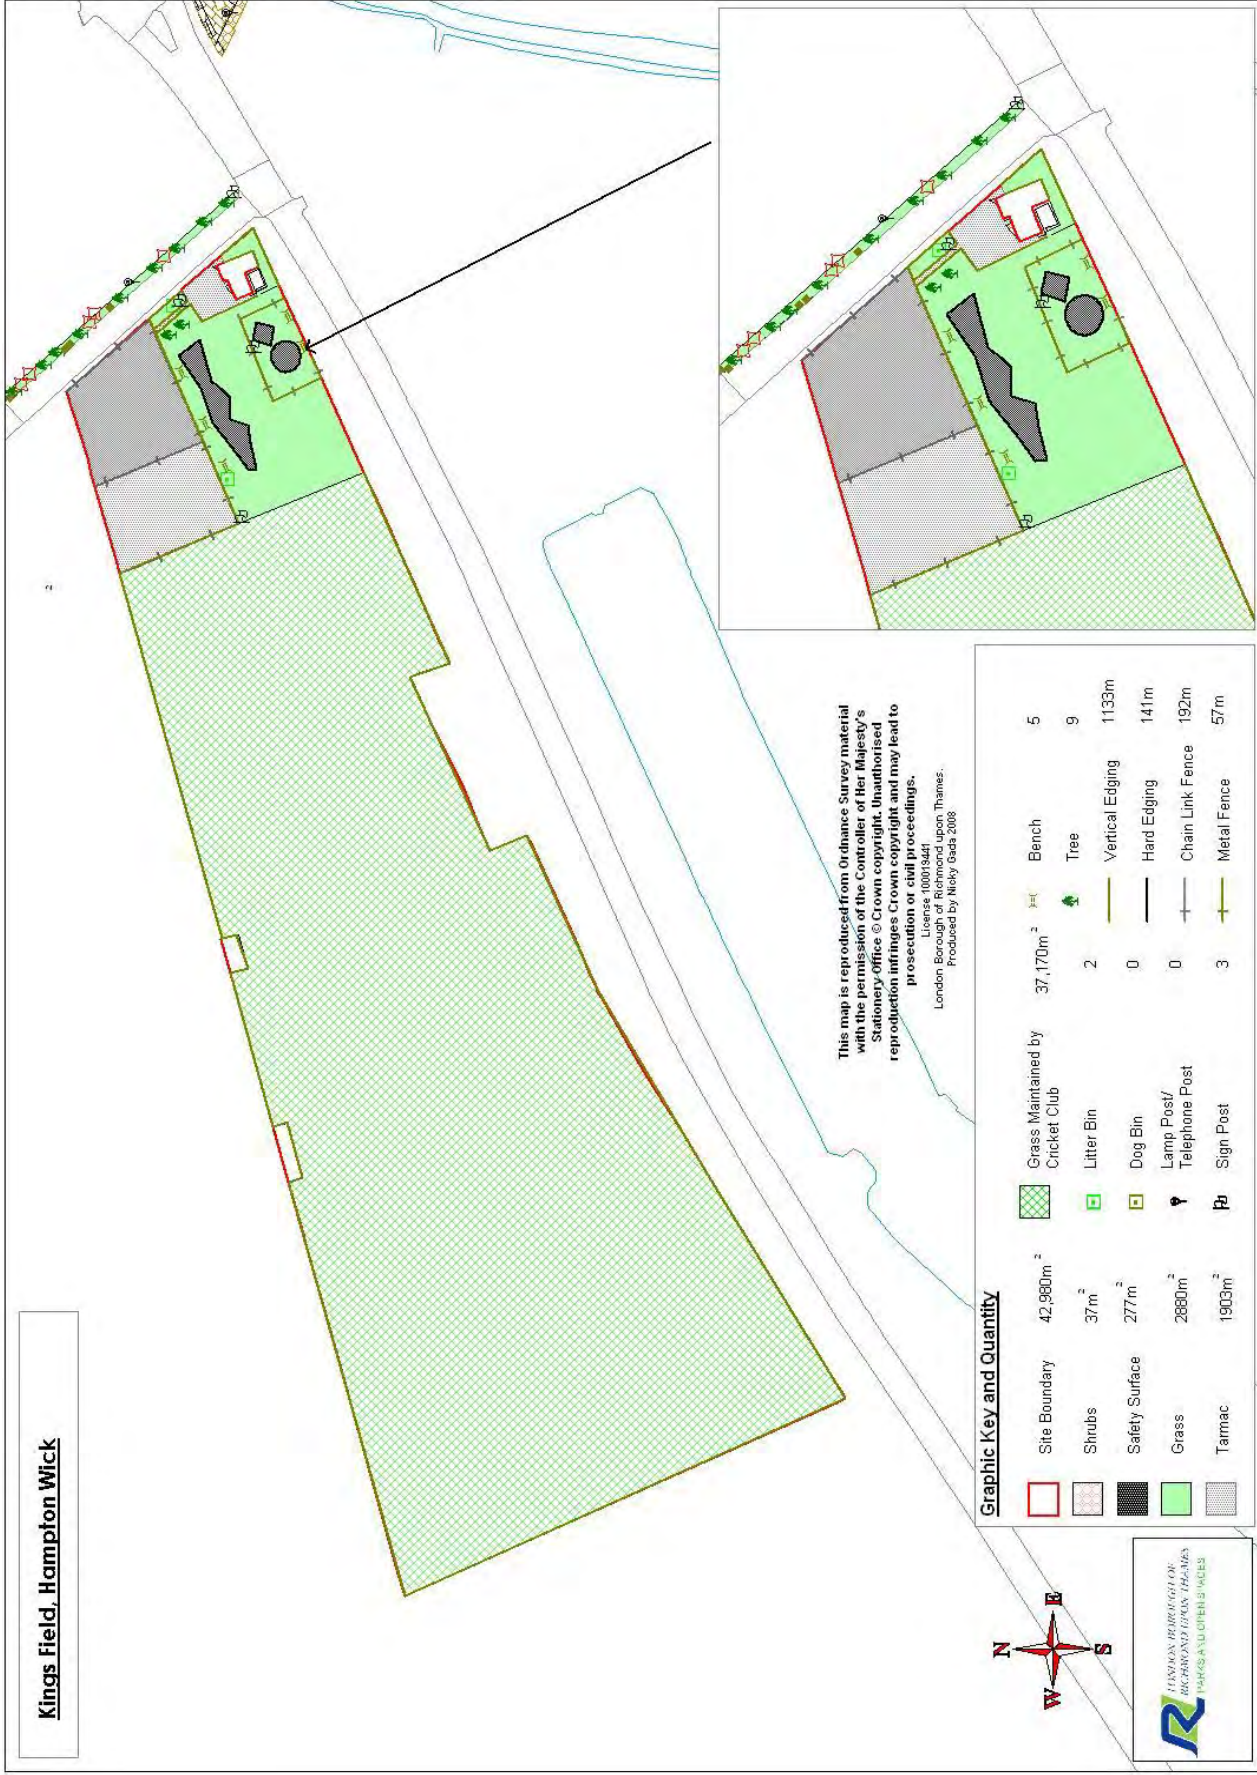 Kings Field, Hampton Wick
2
This map is reproduced from Ordnance Survey material
with the permission of the Controller of Her Majesty's
Stationery Office © Crown copyright. Unauthorised
reproduction infringes Crown copyright and may lead to
prosecution or civil proceedings.
License 100019441
London Borough of Richmond upon Thames.
Produced by Nicky Gada 2008
N
W E
S
LONDON BOROUGH OF
RICHMOND UPON THAMES
PARKS AND OPEN SPACES
Graphic Key and Quantity
Site Boundary 42,980m²
Shrubs 37m²
Safety Surface 277m²
Grass 2880m²
Tarmac 1903m²
Grass Maintained by
Cricket Club 37,170m²
Litter Bin 2
Dog Bin 0
Lamp Post/
Telephone Post 0
Sign Post 3
Bench 5
Tree 9
Vertical Edging 1133m
Hard Edging 141m
Chain Link Fence 192m
Metal Fence 57m